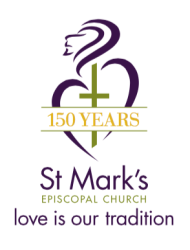 150 YEARS
St Mark's
EPISCOPAL CHURCH
love is our tradition